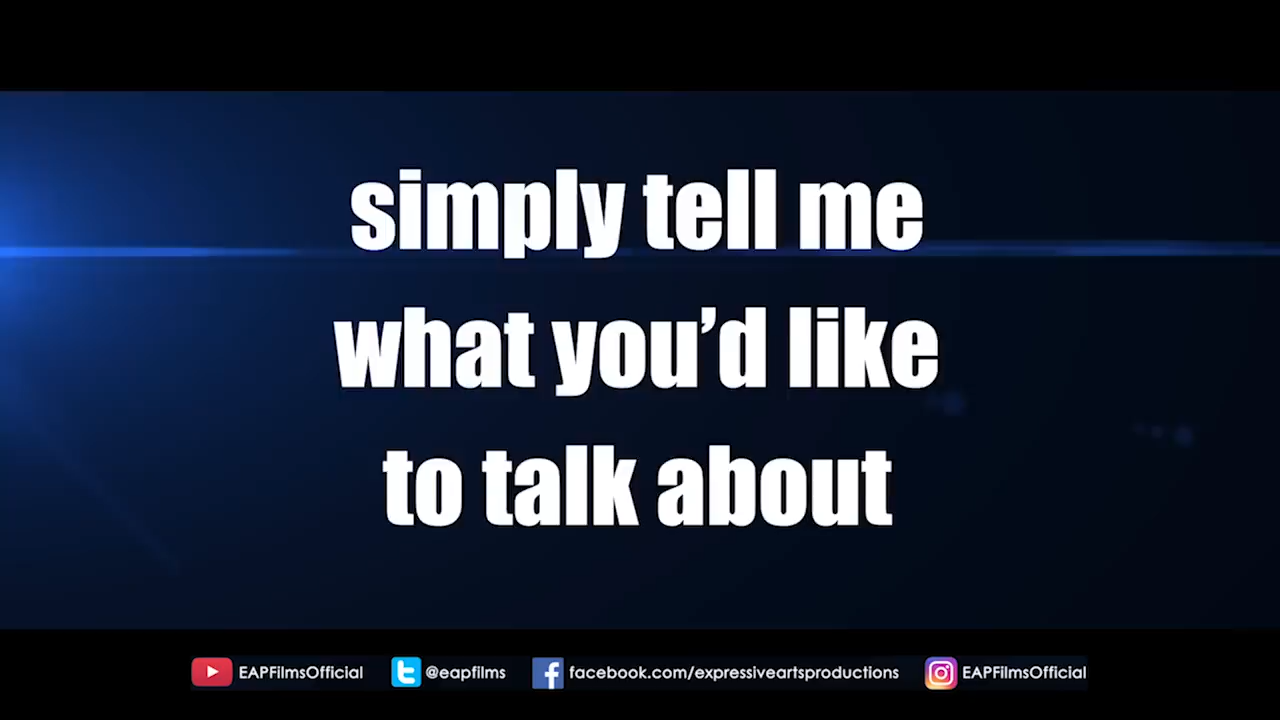 simply tell me
what you’d like
to talk about
EAPFilmsOfficial @eapfilms facebook.com/expressiveartsproductions EAPFilmsOfficial